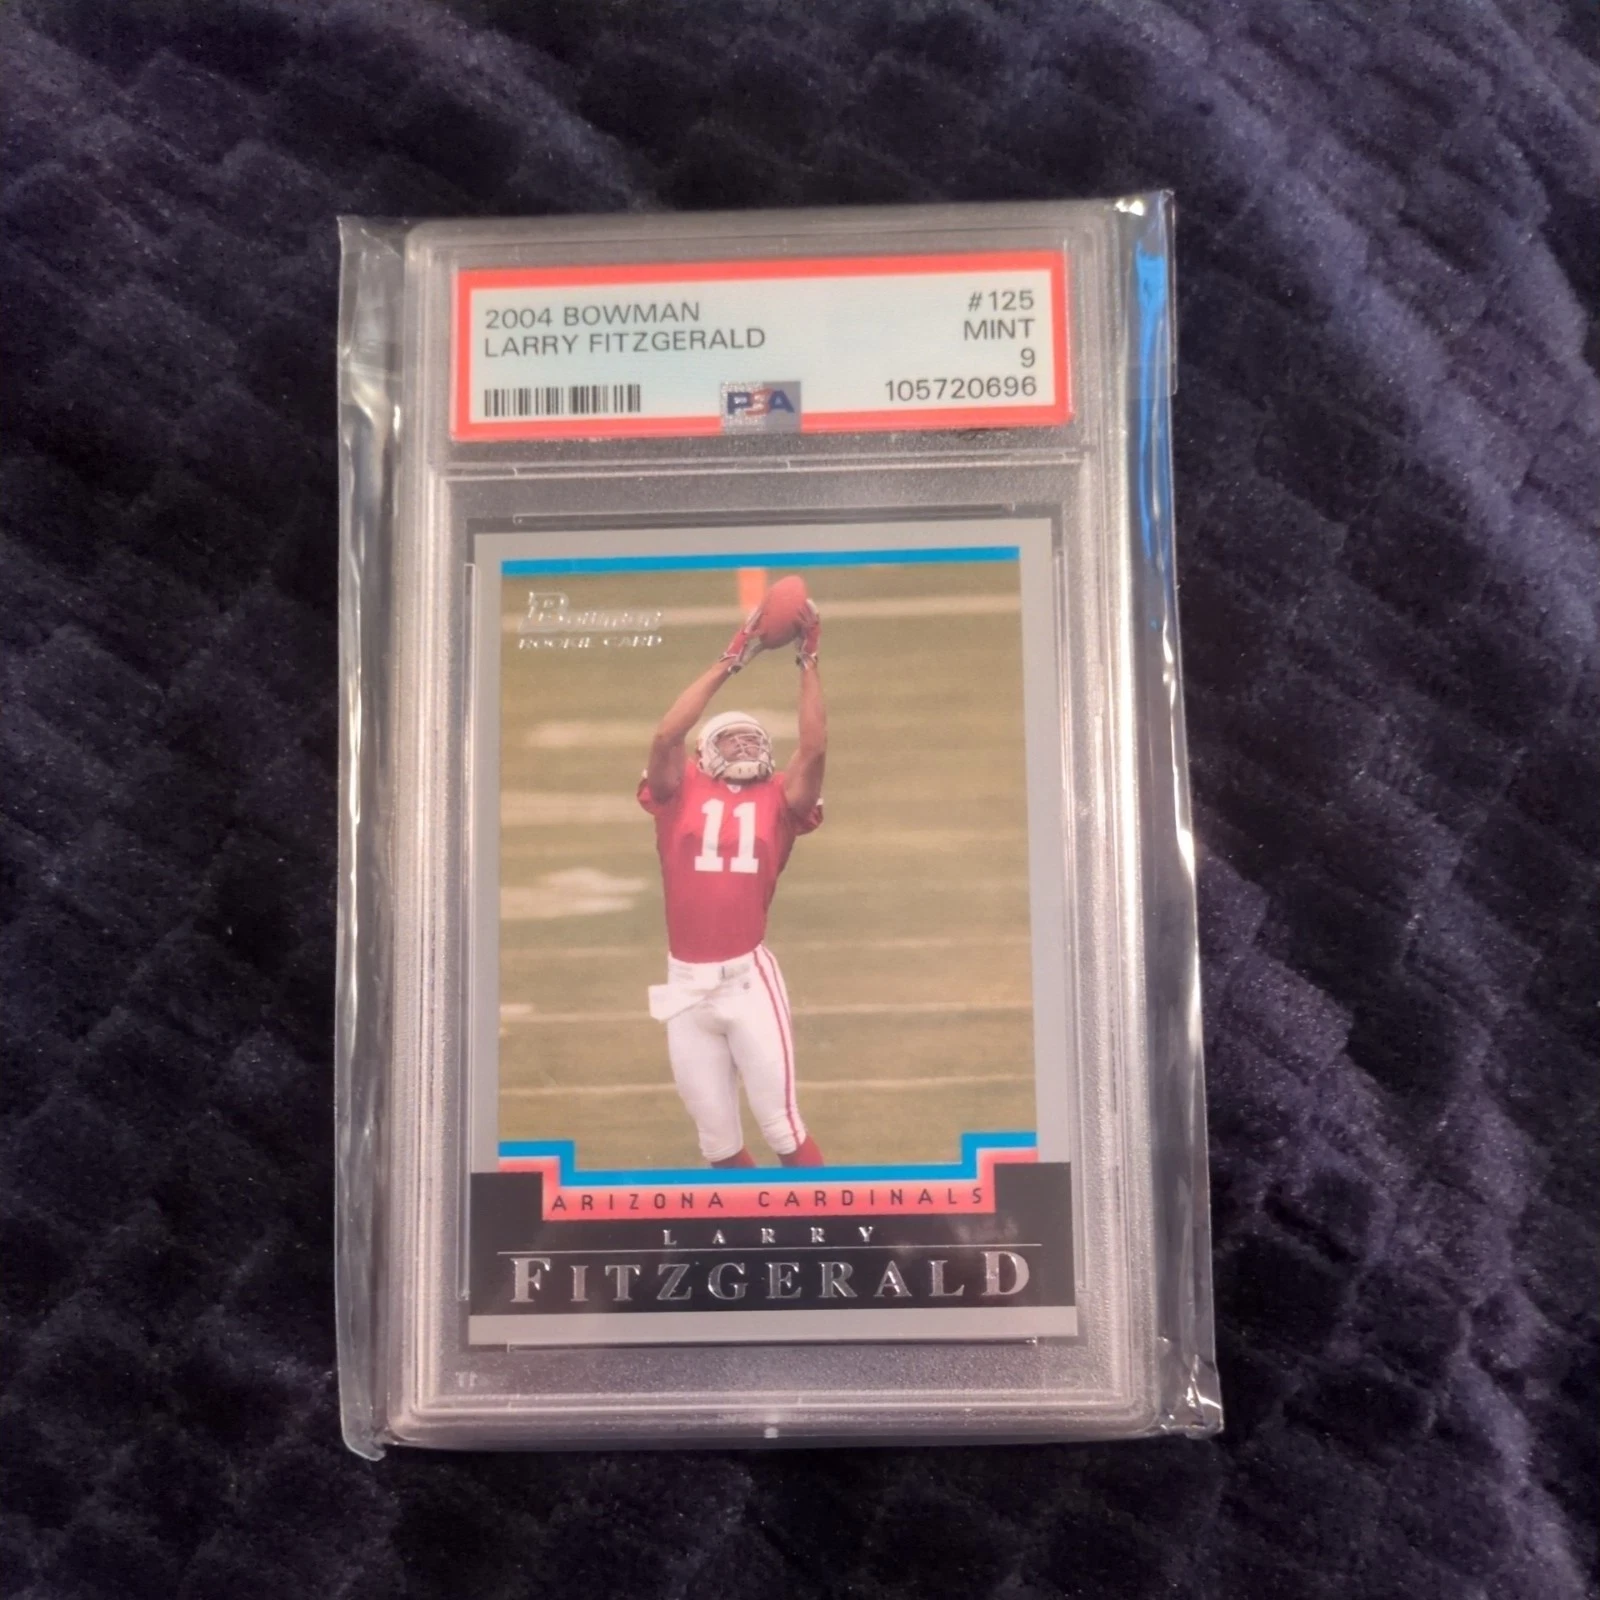 2004 BOWMAN #125
LARRY FITZGERALD MINT
9
PSA 105720696
Bowman
ROOKIE CARD
11
ARIZONA CARDINALS
LARRY
FITZGERALD